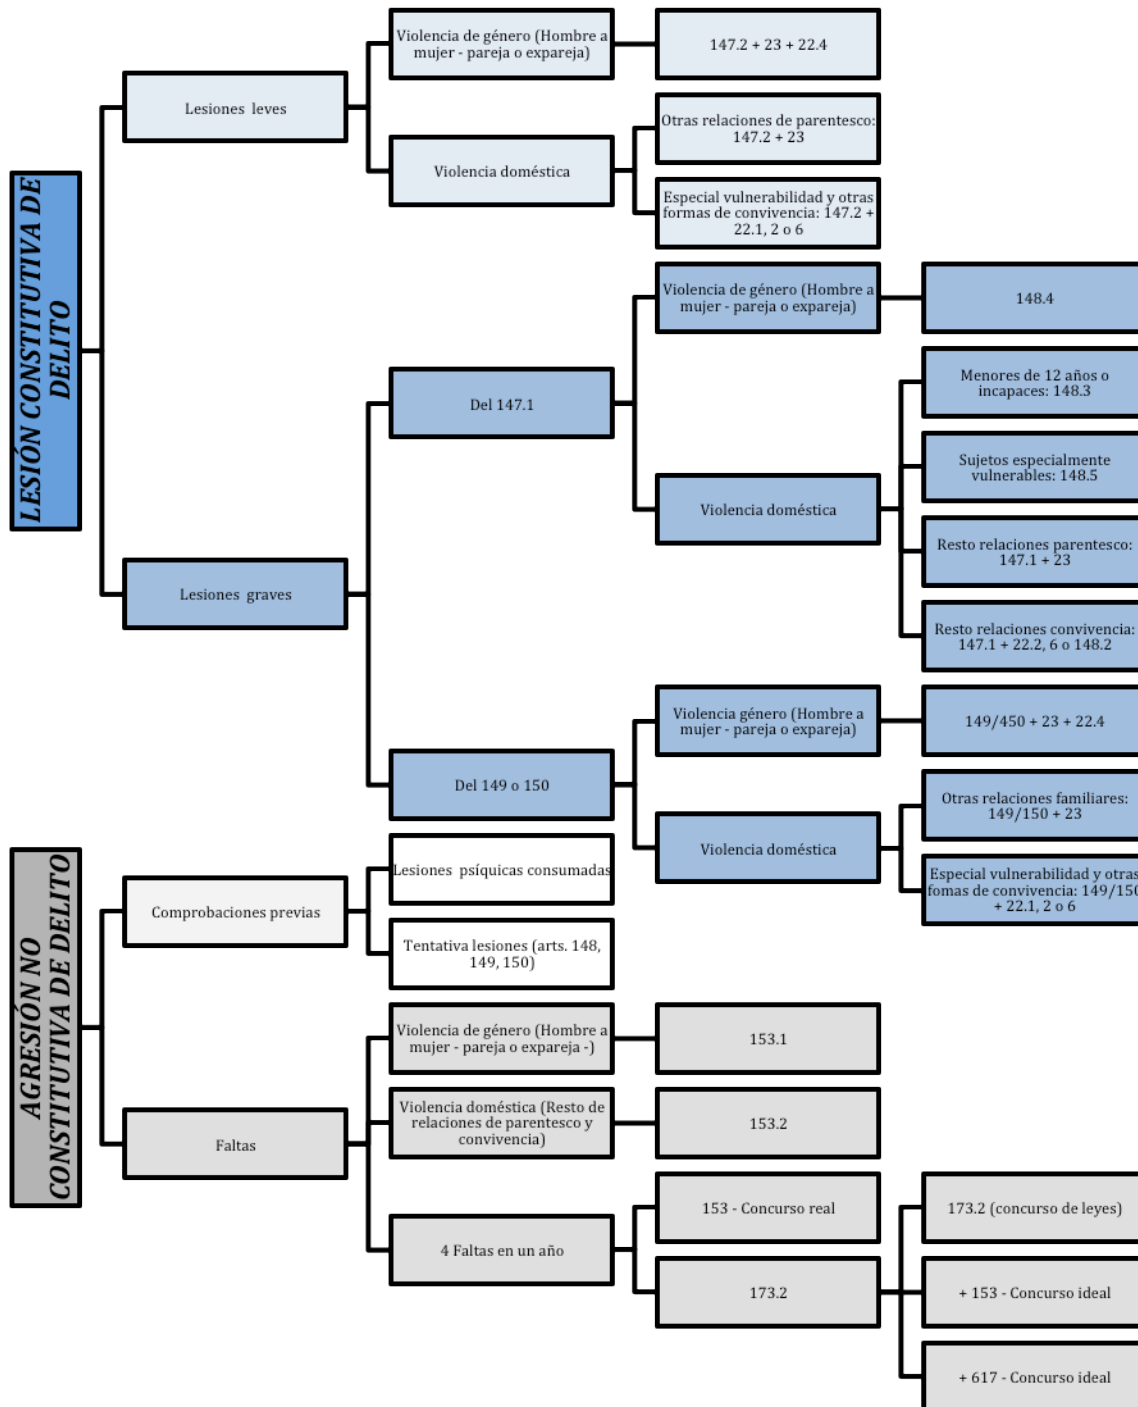 LESIÓN CONSTITUTIVA DE
DELITO
Lesiones leves
Violencia de género (Hombre a
mujer - pareja o expareja)
147.2 + 23 + 22.4
Violencia doméstica
Otras relaciones de parentesco:
147.2 + 23
Especial vulnerabilidad y otras
formas de convivencia: 147.2 +
22.1, 2 o 6
Lesiones graves
Del 147.1
Violencia de género (Hombre a
mujer - pareja o expareja)
148.4
Violencia doméstica
Menores de 12 años o
incapaces: 148.3
Sujetos especialmente
vulnerables: 148.5
Resto relaciones parentesco:
147.1 + 23
Resto relaciones convivencia:
147.1 + 22.2, 6 o 148.2
Del 149 o 150
Violencia género (Hombre a
mujer - pareja o expareja)
149/450 + 23 + 22.4
Violencia doméstica
Otras relaciones familiares:
149/150 + 23
Especial vulnerabilidad y otras
fomas de convivencia: 149/150
+ 22.1, 2 o 6
AGRESIÓN NO
CONSTITUTIVA DE DELITO
Comprobaciones previas
Lesiones psíquicas consumadas
Tentativa lesiones (arts. 148,
149, 150)
Faltas
Violencia de género (Hombre a
mujer - pareja o expareja -)
153.1
Violencia doméstica (Resto de
relaciones de parentesco y
convivencia)
153.2
4 Faltas en un año
153 - Concurso real
173.2
173.2 (concurso de leyes)
+ 153 - Concurso ideal
+ 617 - Concurso ideal